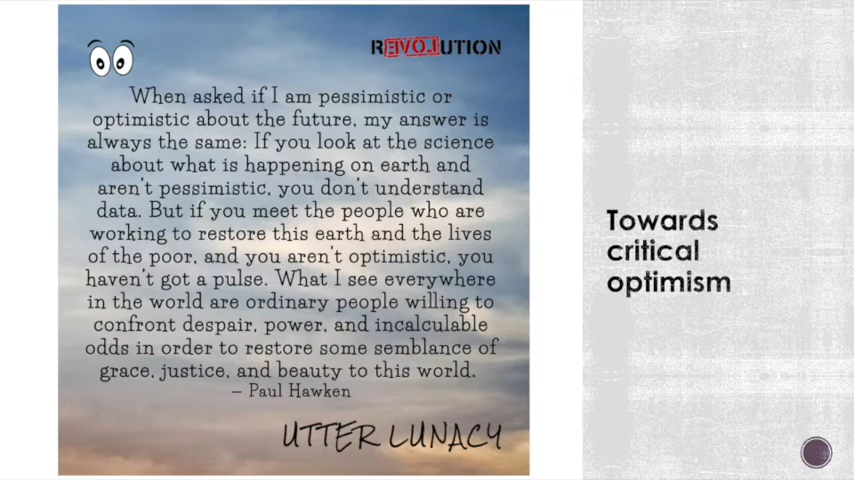 REVOLUTION
When asked if I am pessimistic or
optimistic about the future, my answer is
always the same: If you look at the science
about what is happening on earth and
aren't pessimistic, you don't understand
data. But if you meet the people who are
working to restore this earth and the lives
of the poor, and you aren't optimistic, you
haven't got a pulse. What I see everywhere
in the world are ordinary people willing to
confront despair, power, and incalculable
odds in order to restore some semblance of
grace, justice, and beauty to this world.
– Paul Hawken
UTTER LUNACY
Towards
critical
optimism